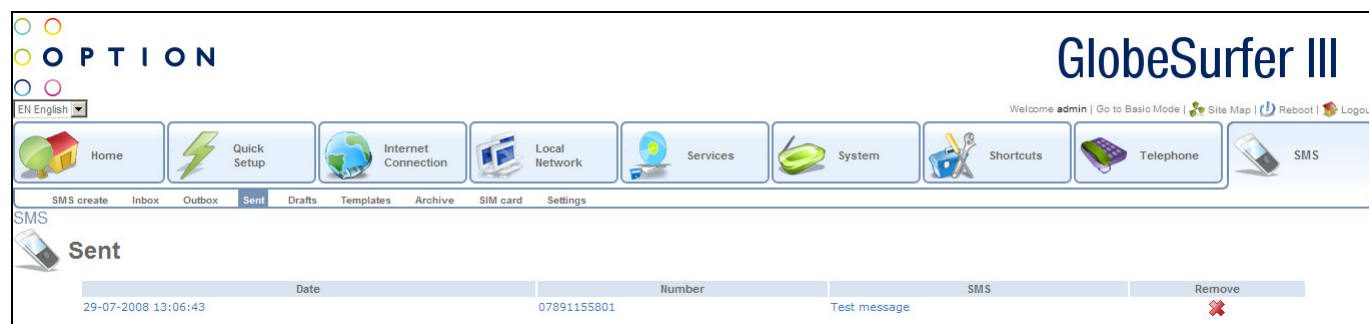 OPTION
GlobeSurfer III
EN English
Welcome admin | Go to Basic Mode | Site Map | Reboot | Logou
Home
Quick Setup
Internet Connection
Local Network
Services
System
Shortcuts
Telephone
SMS
SMS create Inbox Outbox Sent Drafts Templates Archive SIM card Settings
SMS
Sent
Date Number SMS Remove
29-07-2008 13:06:43 07891155801 Test message